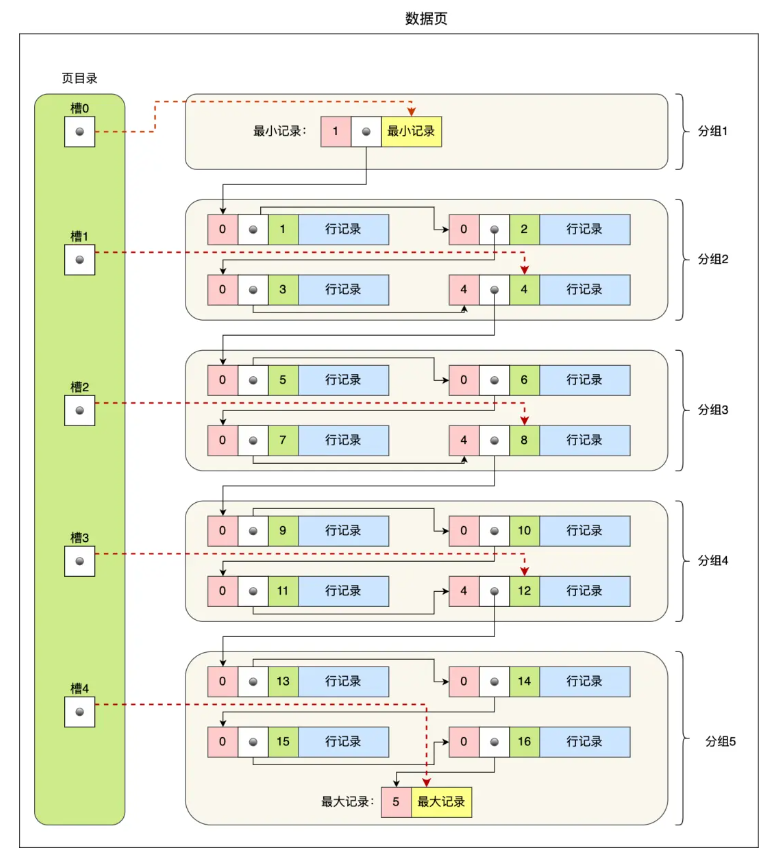 数据页
页目录
槽0
最小记录： 1 最小记录
分组1
0 1 行记录 0 2 行记录
槽1
分组2
0 3 行记录 4 4 行记录
0 5 行记录 0 6 行记录
槽2
分组3
0 7 行记录 4 8 行记录
0 9 行记录 0 10 行记录
槽3
分组4
0 11 行记录 4 12 行记录
0 13 行记录 0 14 行记录
槽4
0 15 行记录 0 16 行记录
分组5
最大记录： 5 最大记录